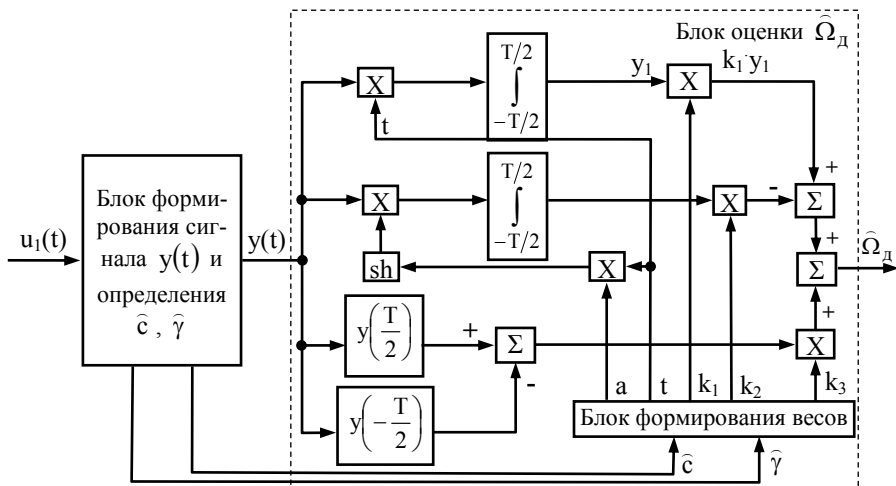 Блок оценки Ω̂д
T/2
∫
−T/2
X
t
y₁
X
k₁·y₁
+
Блок форми-
рования сиг-
нала y(t) и
определения
ĉ , γ̂
u₁(t)
y(t)
T/2
∫
−T/2
X
X
-
Σ
sh
X
+
Σ
Ω̂д
+
y(T/2)
+
Σ
-
X
y(−T/2)
a
t
k₁
k₂
k₃
Блок формирования весов
ĉ
γ̂